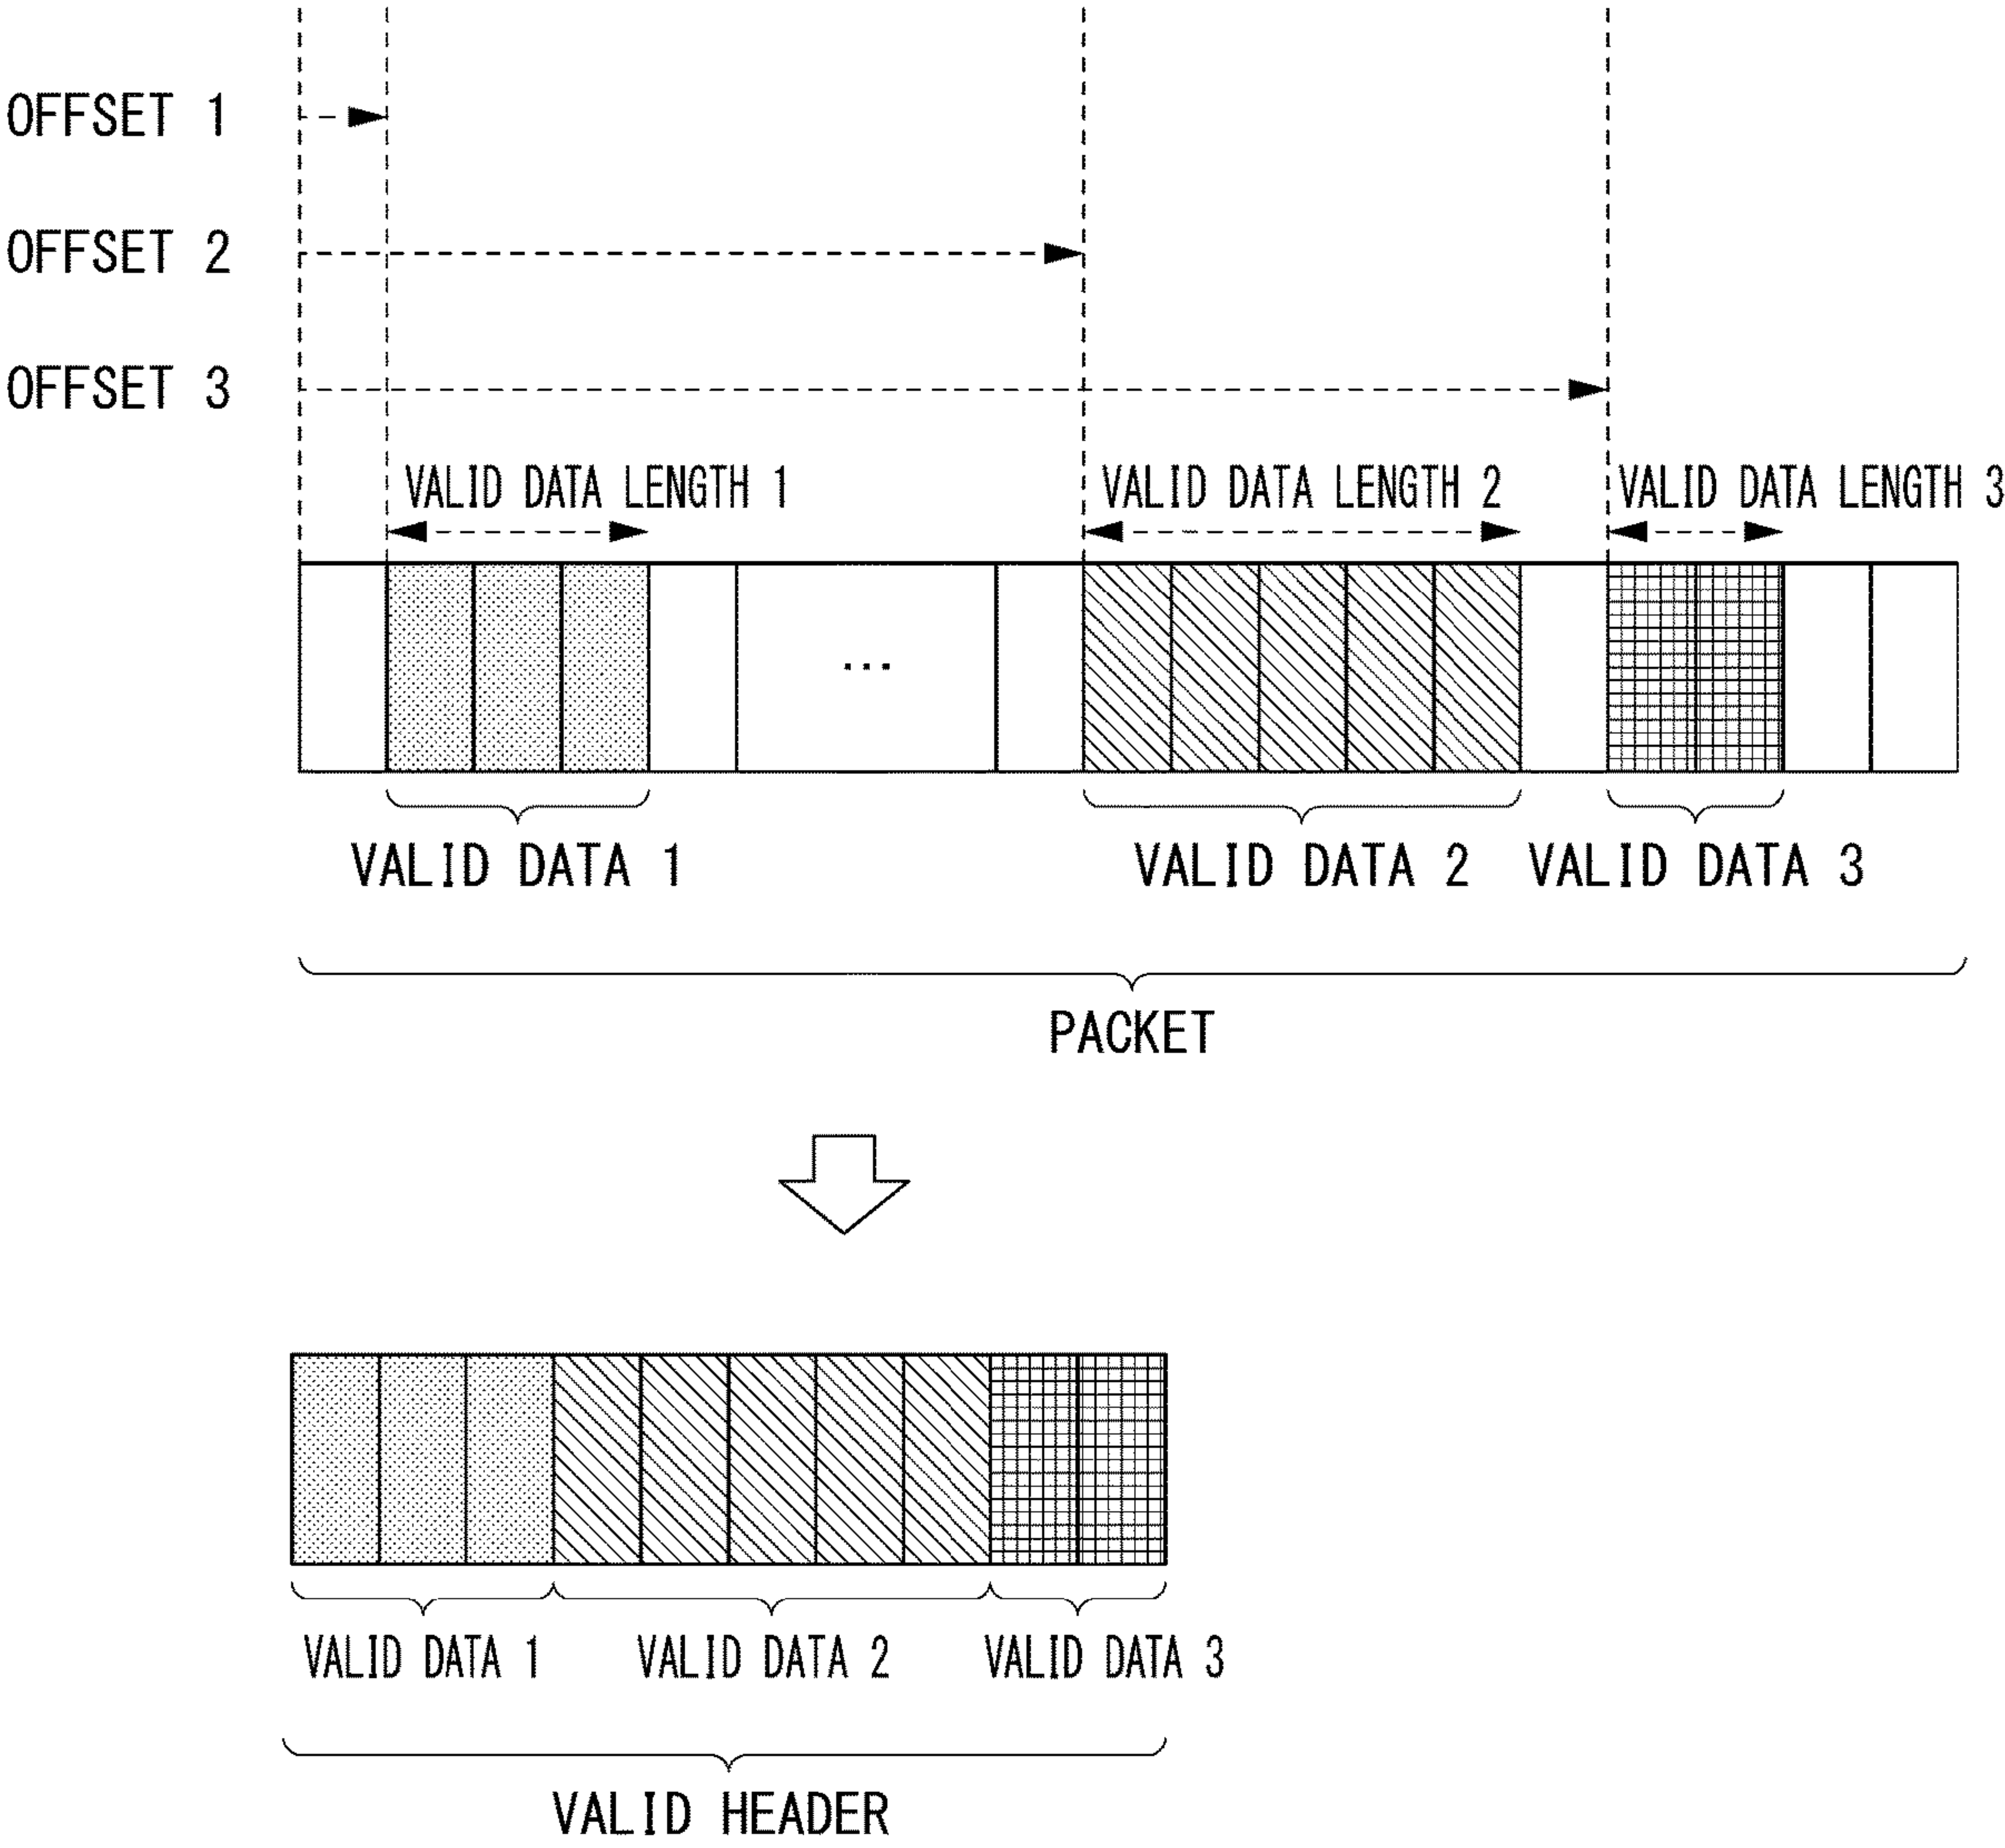 OFFSET 1
OFFSET 2
OFFSET 3
VALID DATA LENGTH 1
VALID DATA LENGTH 2
VALID DATA LENGTH 3
...
VALID DATA 1
VALID DATA 2
VALID DATA 3
PACKET
VALID DATA 1
VALID DATA 2
VALID DATA 3
VALID HEADER